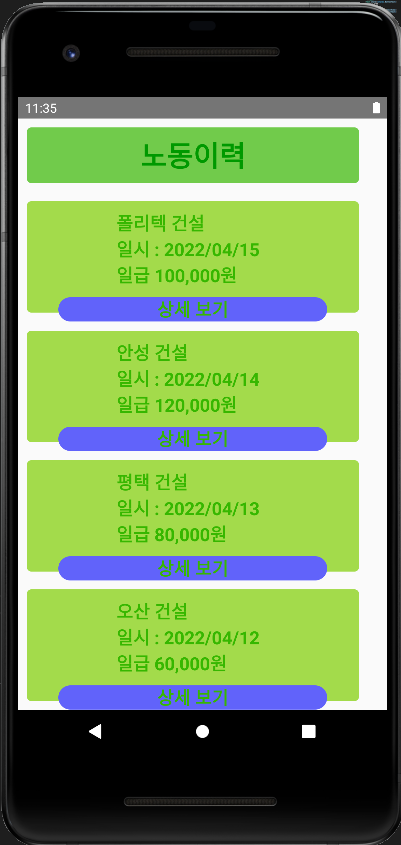 11:35
노동이력
폴리텍 건설
일시 : 2022/04/15
일급 100,000원
상세 보기
안성 건설
일시 : 2022/04/14
일급 120,000원
상세 보기
평택 건설
일시 : 2022/04/13
일급 80,000원
상세 보기
오산 건설
일시 : 2022/04/12
일급 60,000원
상세 보기